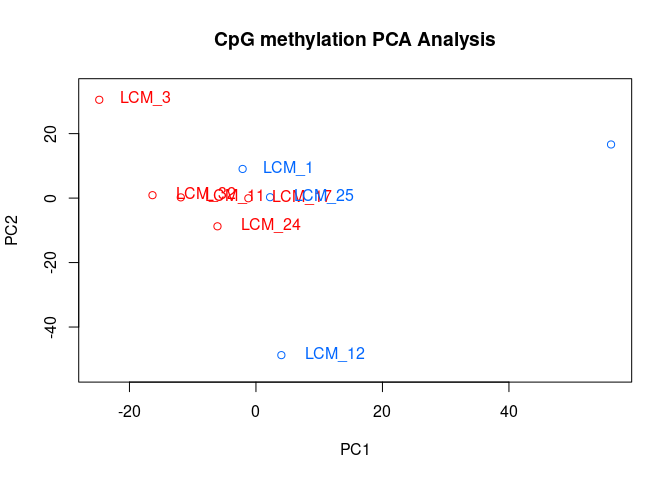 CpG methylation PCA Analysis
LCM_3
LCM_1
LCM_11
LCM_17
LCM_25
LCM_24
LCM_12
20
0
-20
-40
PC2
-20
0
20
40
PC1